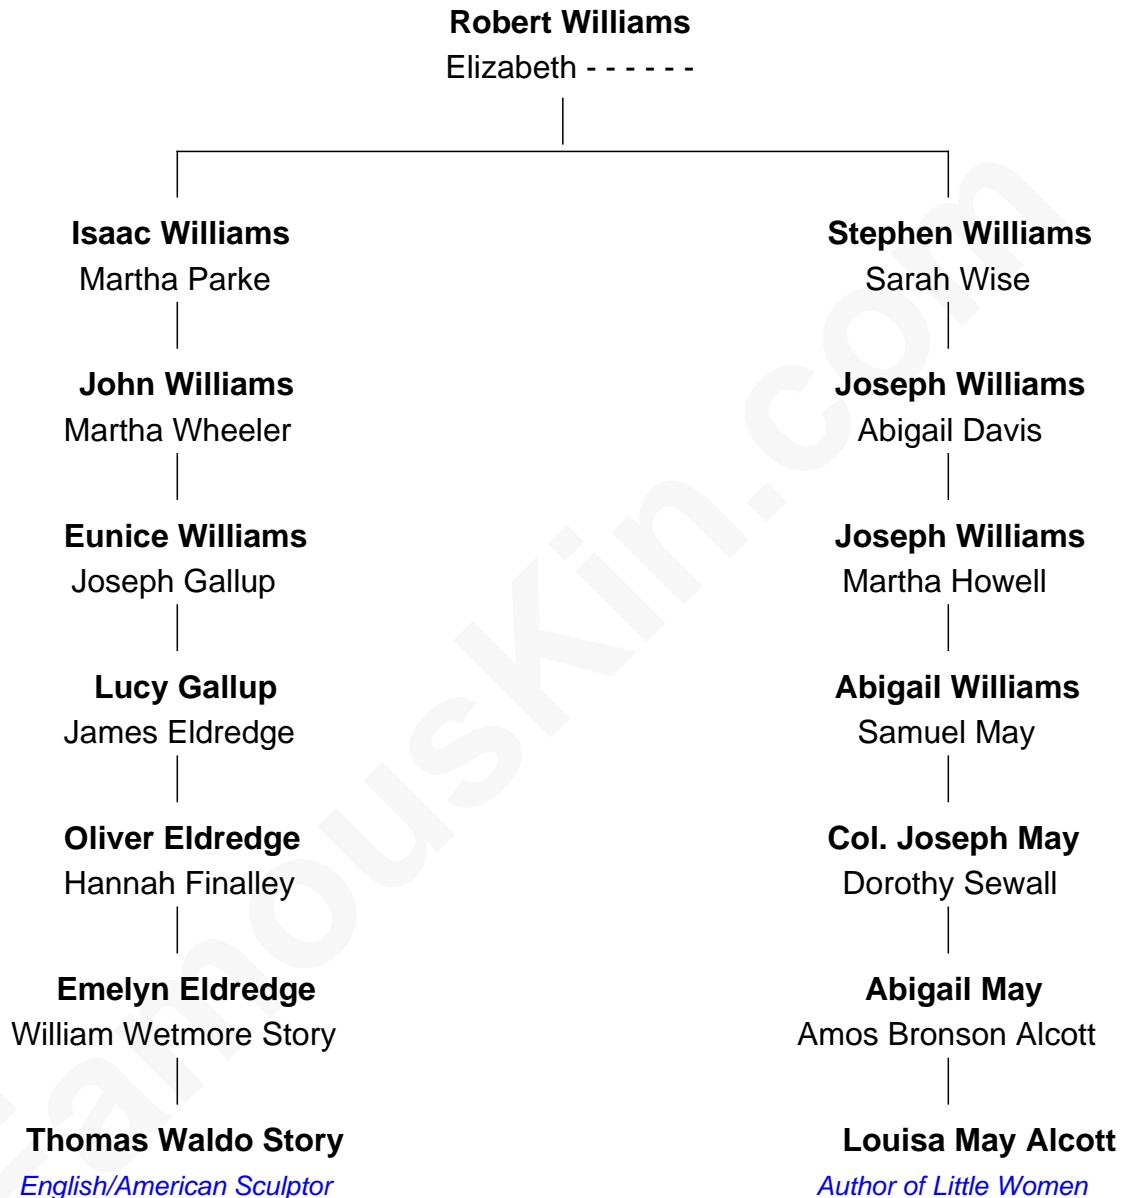 Robert Williams
Elizabeth - - - - - -
Isaac Williams
Martha Parke
Stephen Williams
Sarah Wise
John Williams
Martha Wheeler
Joseph Williams
Abigail Davis
Eunice Williams
Joseph Gallup
Joseph Williams
Martha Howell
Lucy Gallup
James Eldredge
Abigail Williams
Samuel May
Oliver Eldredge
Hannah Finalley
Col. Joseph May
Dorothy Sewall
Emelyn Eldredge
William Wetmore Story
Abigail May
Amos Bronson Alcott
Thomas Waldo Story
English/American Sculptor
Louisa May Alcott
Author of Little Women
FamousKin.com